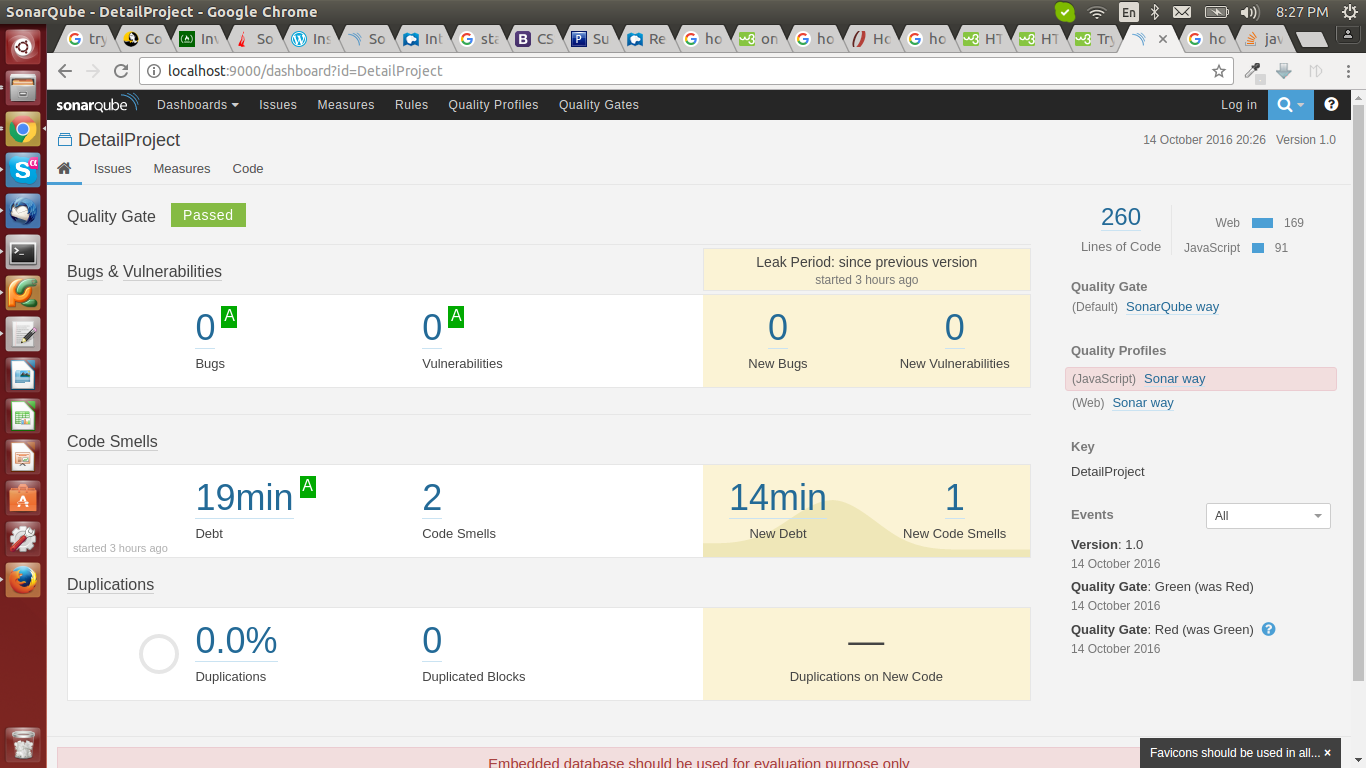 SonarQube - DetailProject - Google Chrome
En
8:27 PM
try
Co
Inv
So
Ins
So
Int
sta
CS
Su
Re
ho
on
ho
Ho
ho
HT
HT
Try
ho
jav
localhost:9000/dashboard?id=DetailProject
sonarqube
Dashboards Issues Measures Rules Quality Profiles Quality Gates
Log in
DetailProject
14 October 2016 20:26 Version 1.0
Issues Measures Code
Quality Gate Passed
Bugs & Vulnerabilities
Leak Period: since previous version
started 3 hours ago
0 A
Bugs
0 A
Vulnerabilities
0
New Bugs
0
New Vulnerabilities
Code Smells
19min A
Debt
started 3 hours ago
2
Code Smells
14min
New Debt
1
New Code Smells
Duplications
0.0%
Duplications
0
Duplicated Blocks
—
Duplications on New Code
260
Lines of Code
Web 169
JavaScript 91
Quality Gate
(Default) SonarQube way
Quality Profiles
(JavaScript) Sonar way
(Web) Sonar way
Key
DetailProject
Events
All
Version: 1.0
14 October 2016
Quality Gate: Green (was Red)
14 October 2016
Quality Gate: Red (was Green) ?
14 October 2016
Embedded database should be used for evaluation purpose only
Favicons should be used in all... ×